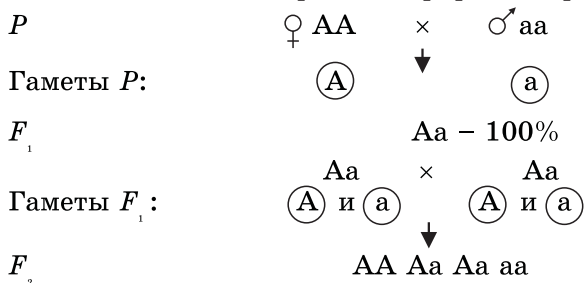 P ♀ AA × ♂ aa
Гаметы P: A a
F₁ Aa – 100%
Aa × Aa
Гаметы F₁: A и a A и a
F₂ AA Aa Aa aa